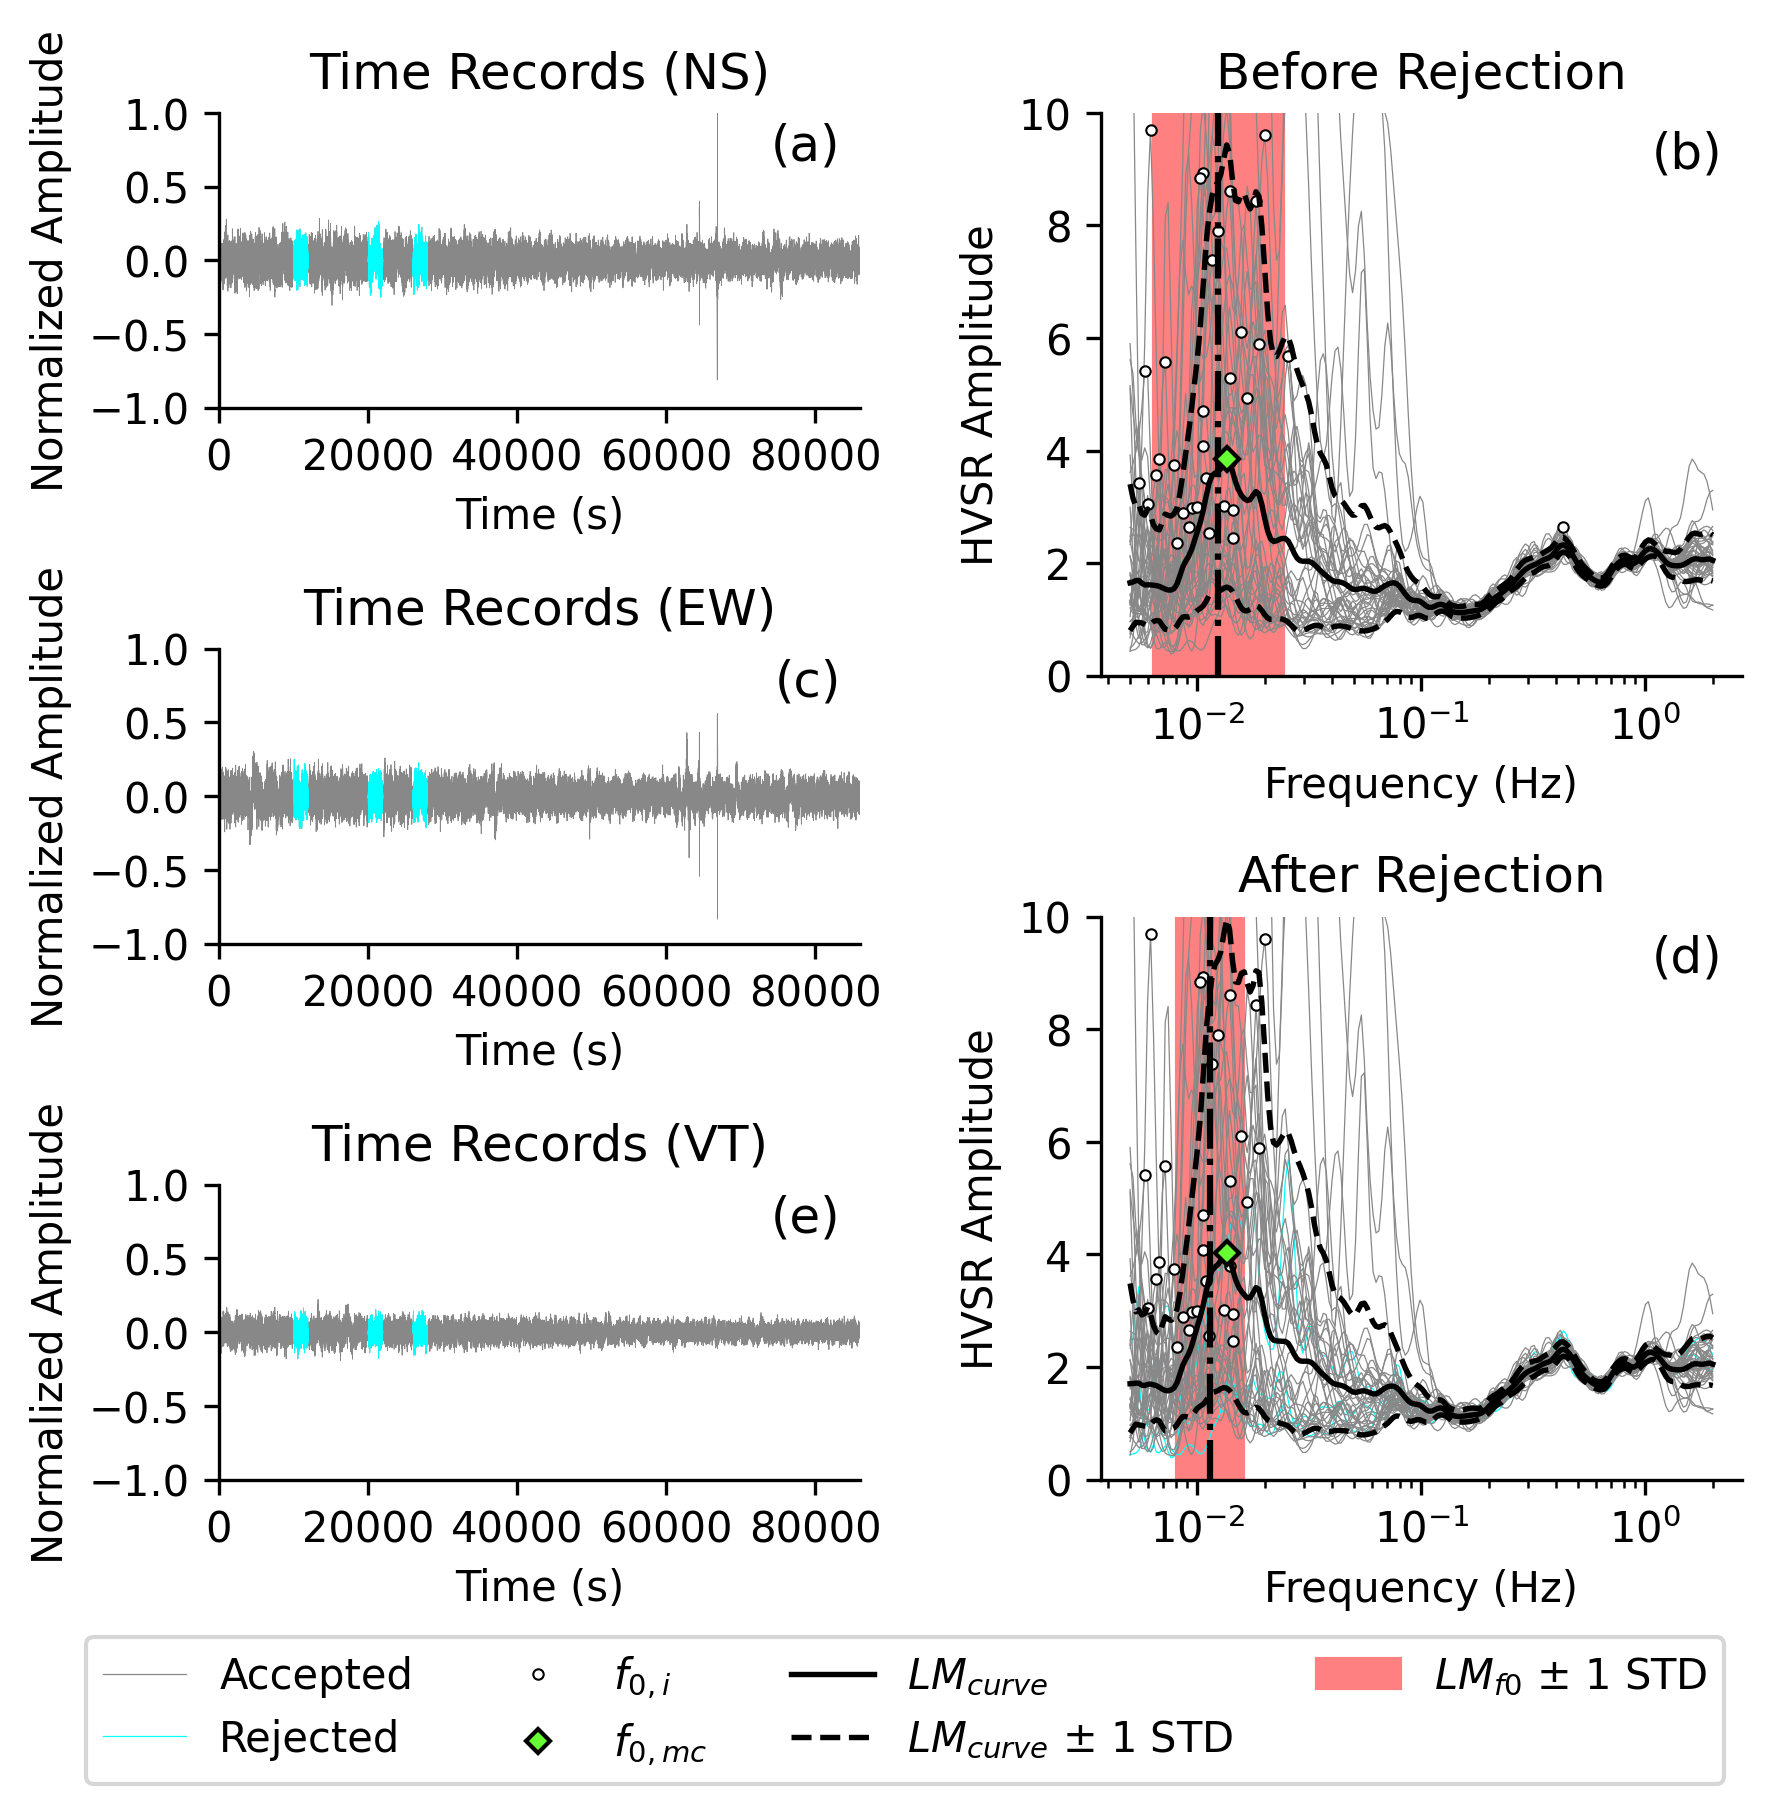 Time Records (NS)
(a)
Normalized Amplitude
1.0
0.5
0.0
−0.5
−1.0
0 20000 40000 60000 80000
Time (s)
Before Rejection
(b)
HVSR Amplitude
10
8
6
4
2
0
10⁻² 10⁻¹ 10⁰
Frequency (Hz)
Time Records (EW)
(c)
Normalized Amplitude
1.0
0.5
0.0
−0.5
−1.0
0 20000 40000 60000 80000
Time (s)
After Rejection
(d)
HVSR Amplitude
10
8
6
4
2
0
10⁻² 10⁻¹ 10⁰
Frequency (Hz)
Time Records (VT)
(e)
Normalized Amplitude
1.0
0.5
0.0
−0.5
−1.0
0 20000 40000 60000 80000
Time (s)
Accepted
Rejected
f0,i
f0,mc
LMcurve
LMcurve ± 1 STD
LMf0 ± 1 STD